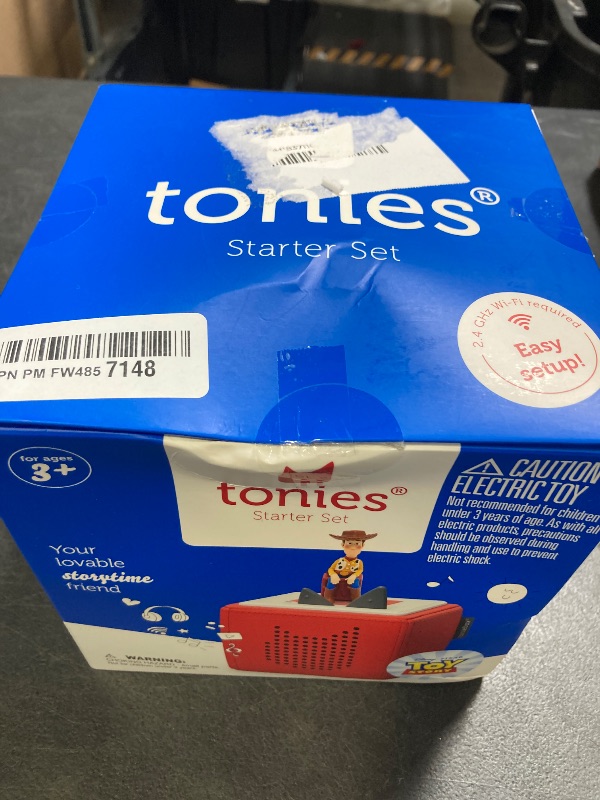 tonies®
Starter Set
2.4 GHz Wi-Fi required
Easy
setup!
PN PM FW485 7148
for ages
3+
tonies®
Starter Set
CAUTION
ELECTRIC TOY
Not recommended for children
under 3 years of age. As with all
electric products, precautions
should be observed during
handling and use to prevent
electric shock.
Your
lovable
storytime
friend
WARNING:
TOY
STORY